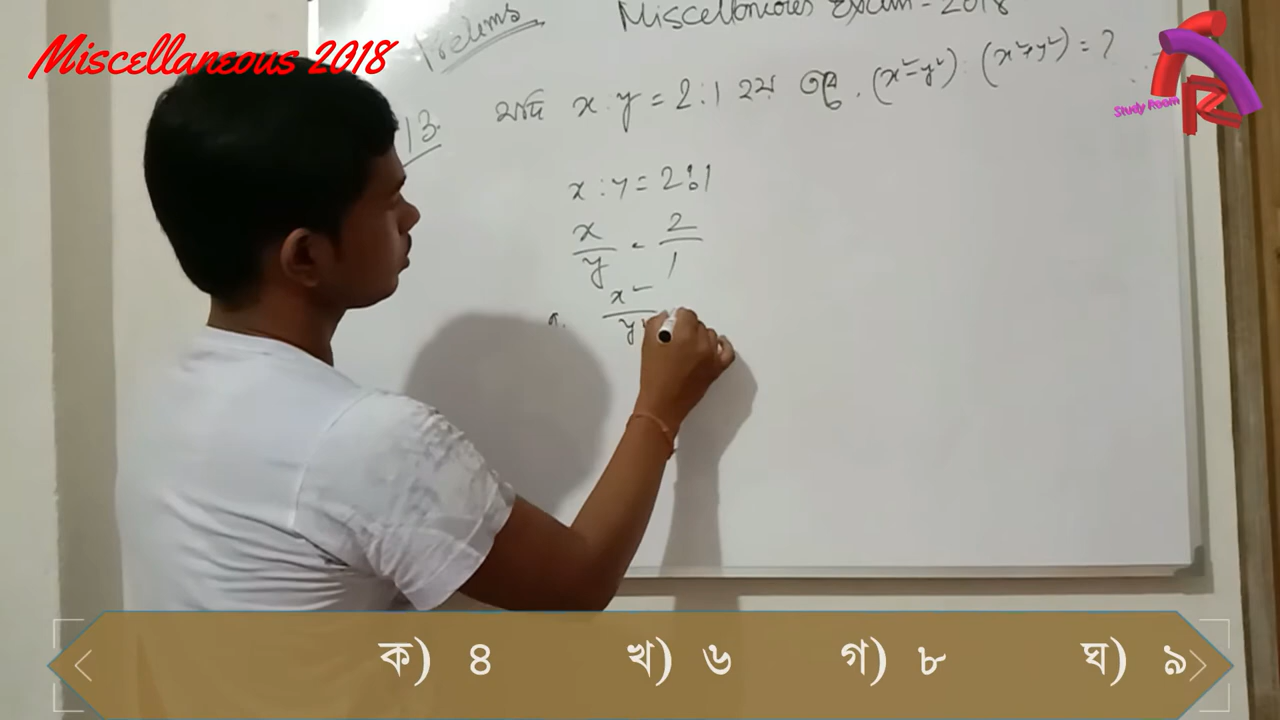 Miscellaneous 2018
Prelims Miscellaneous Exam - 2018
Study Room
R
13. যদি x : y = 2 : 1 হয় তবে (x² - y²) : (x² + y²) = ?
x : y = 2 : 1
x/y = 2/1
x²/y
ক) ৪ খ) ৬ গ) ৮ ঘ) ৯